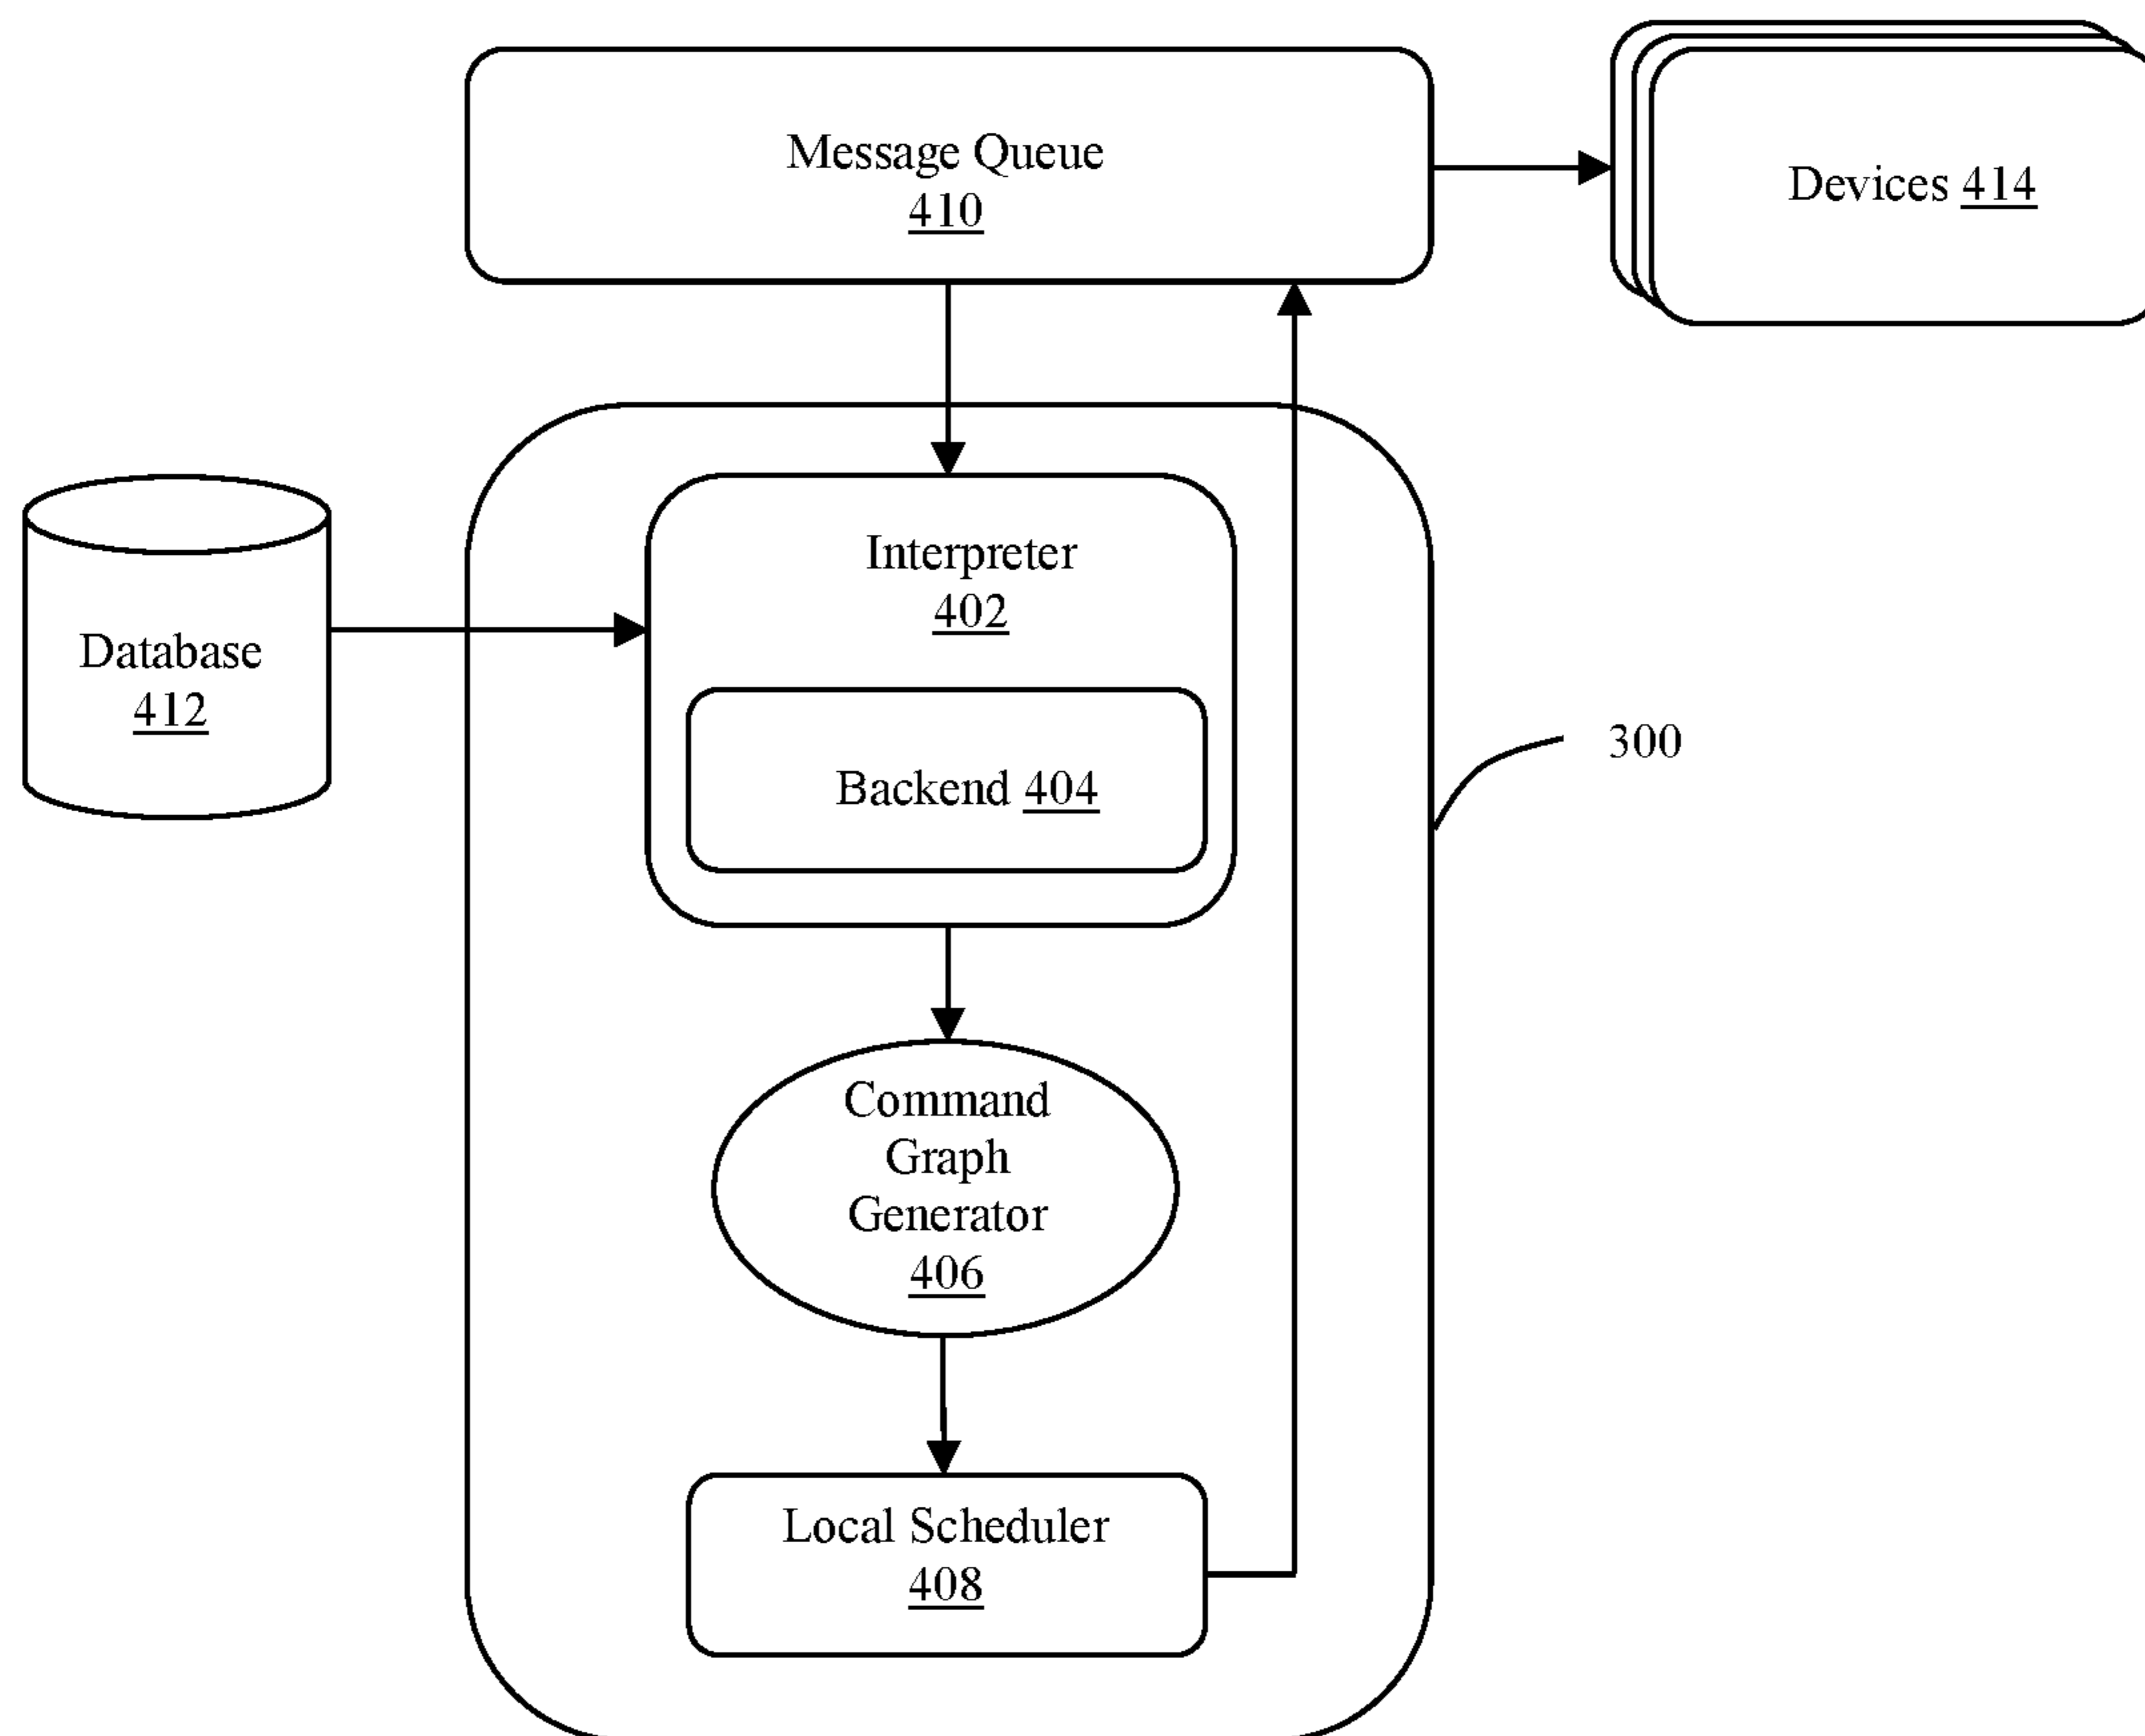 Message Queue
410
Devices 414
Interpreter
402
Database
412
Backend 404
300
Command
Graph
Generator
406
Local Scheduler
408